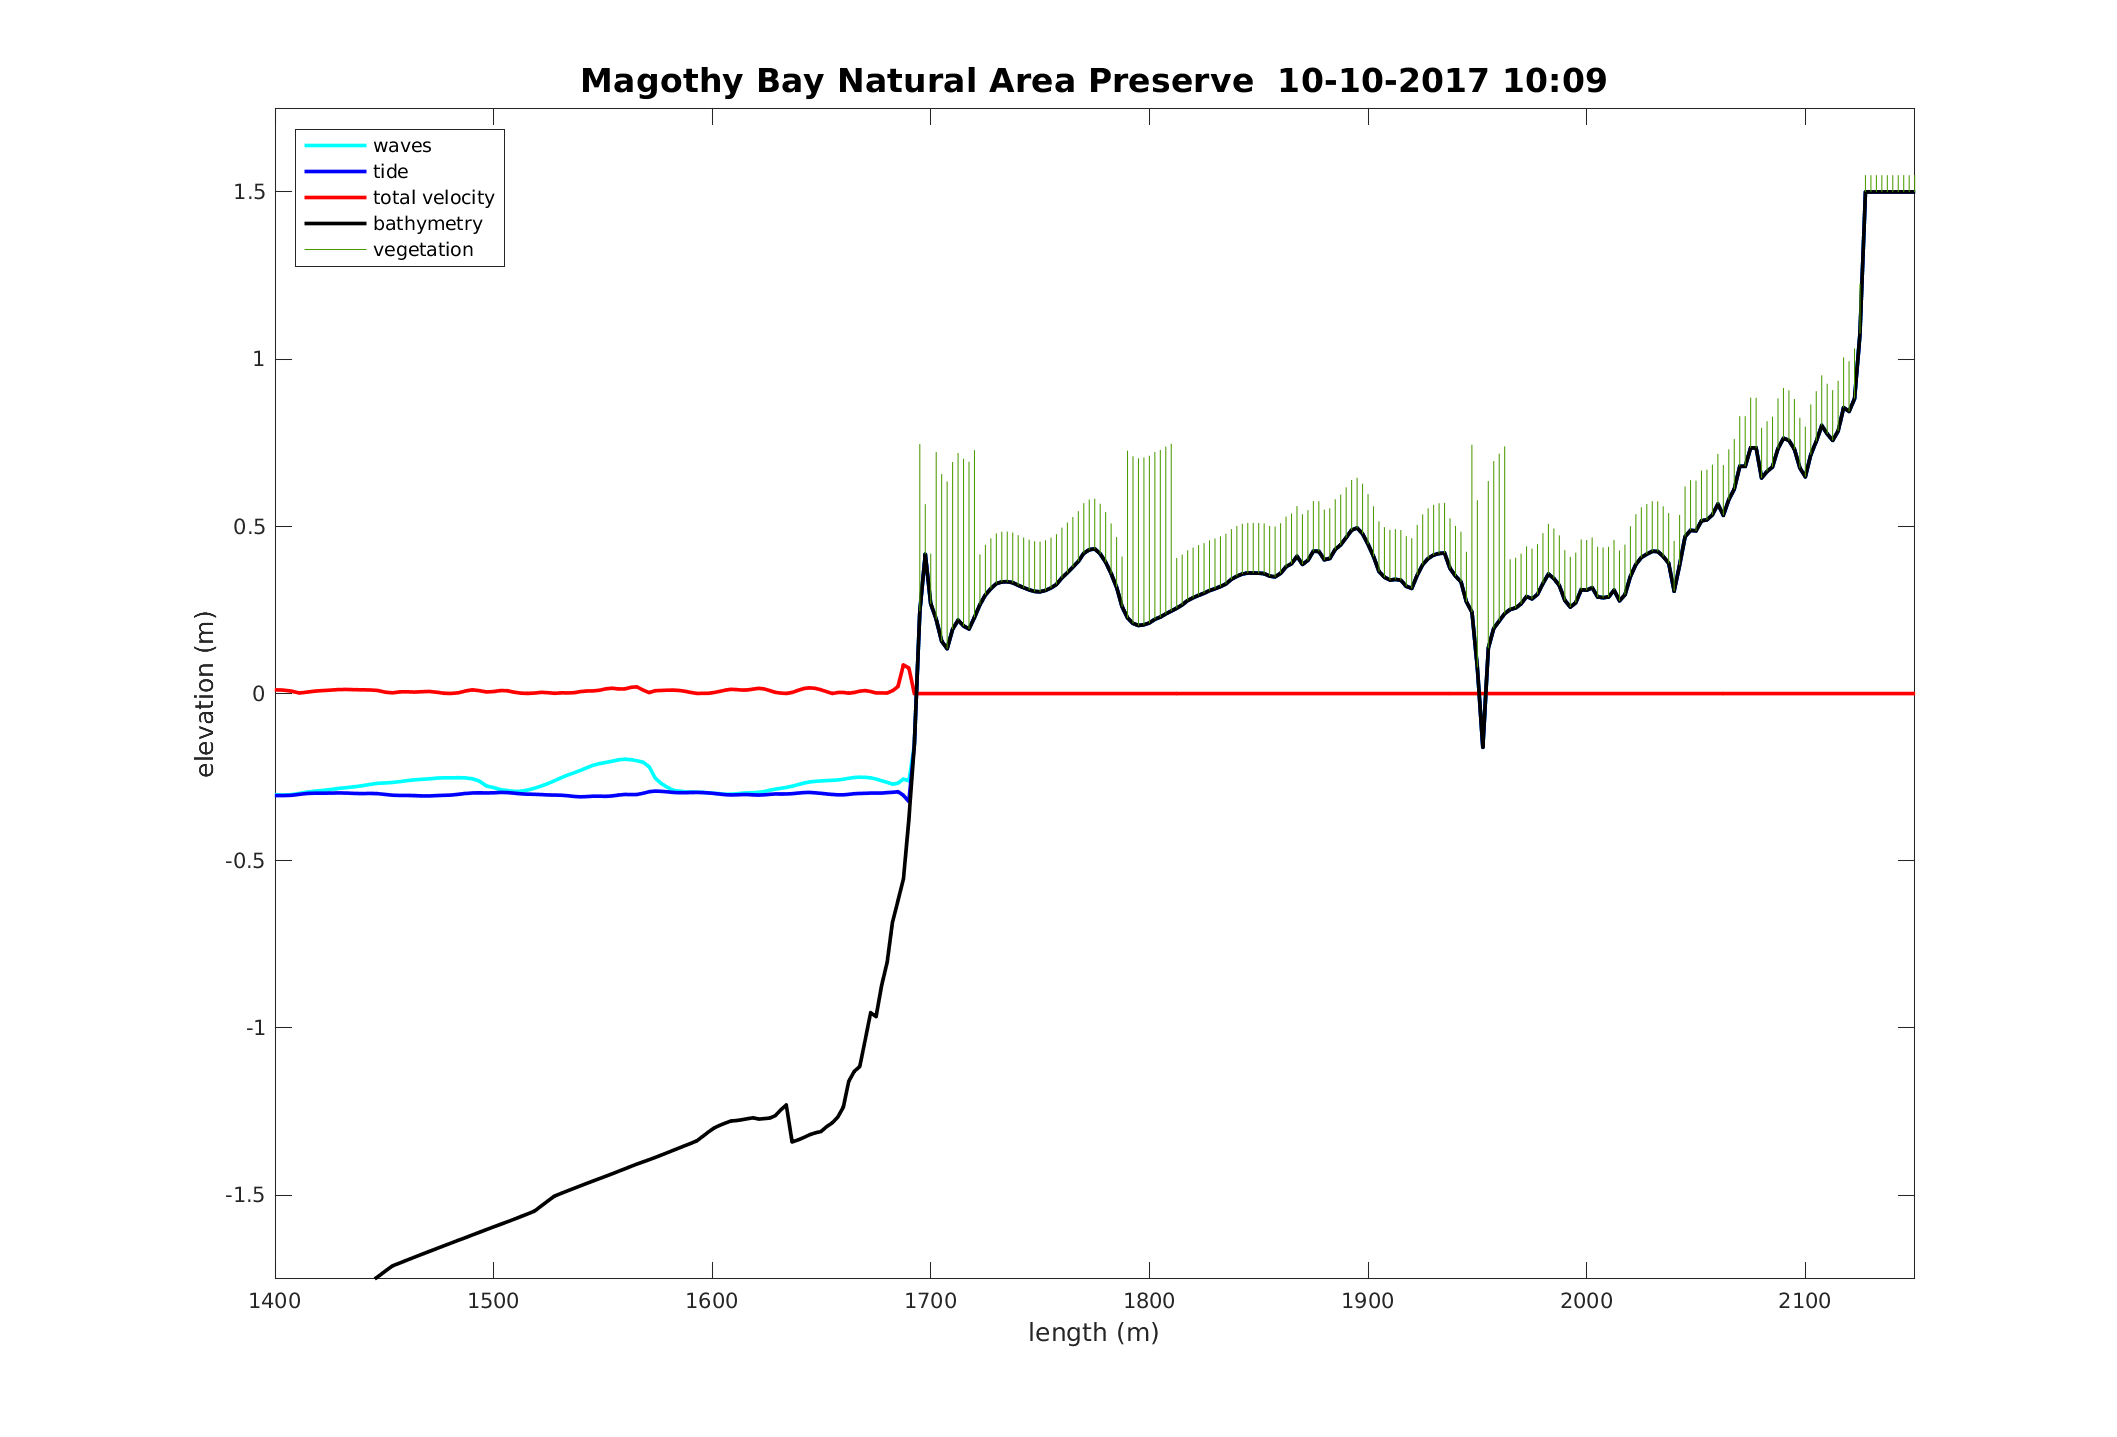 Magothy Bay Natural Area Preserve  10-10-2017 10:09
waves
tide
total velocity
bathymetry
vegetation
1.5
1
0.5
0
-0.5
-1
-1.5
elevation (m)
1400 1500 1600 1700 1800 1900 2000 2100
length (m)